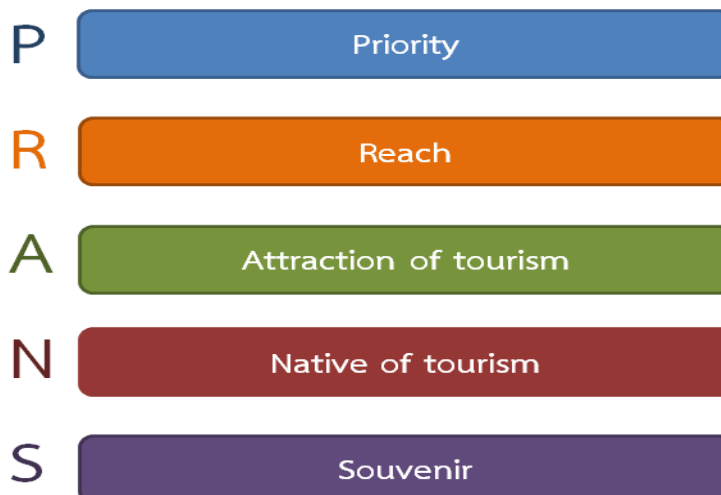 P Priority
R Reach
A Attraction of tourism
N Native of tourism
S Souvenir